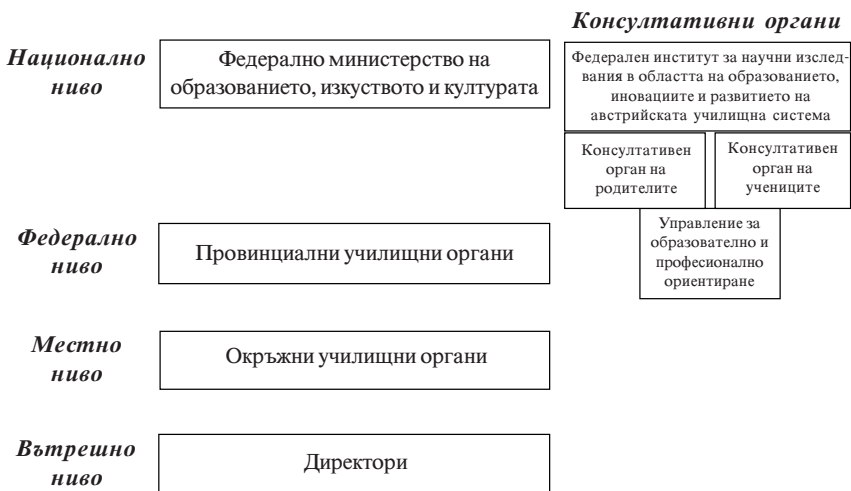 Консултативни органи
Национално
ниво
Федерално министерство на
образованието, изкуството и културата
Федерален институт за научни изслед-
вания в областта на образованието,
иновациите и развитието на
австрийската училищна система
Консултативен
орган на
родителите
Консултативен
орган на
учениците
Федерално
ниво
Провинциални училищни органи
Управление за
образователно и
професионално
ориентиране
Местно
ниво
Окръжни училищни органи
Вътрешно
ниво
Директори